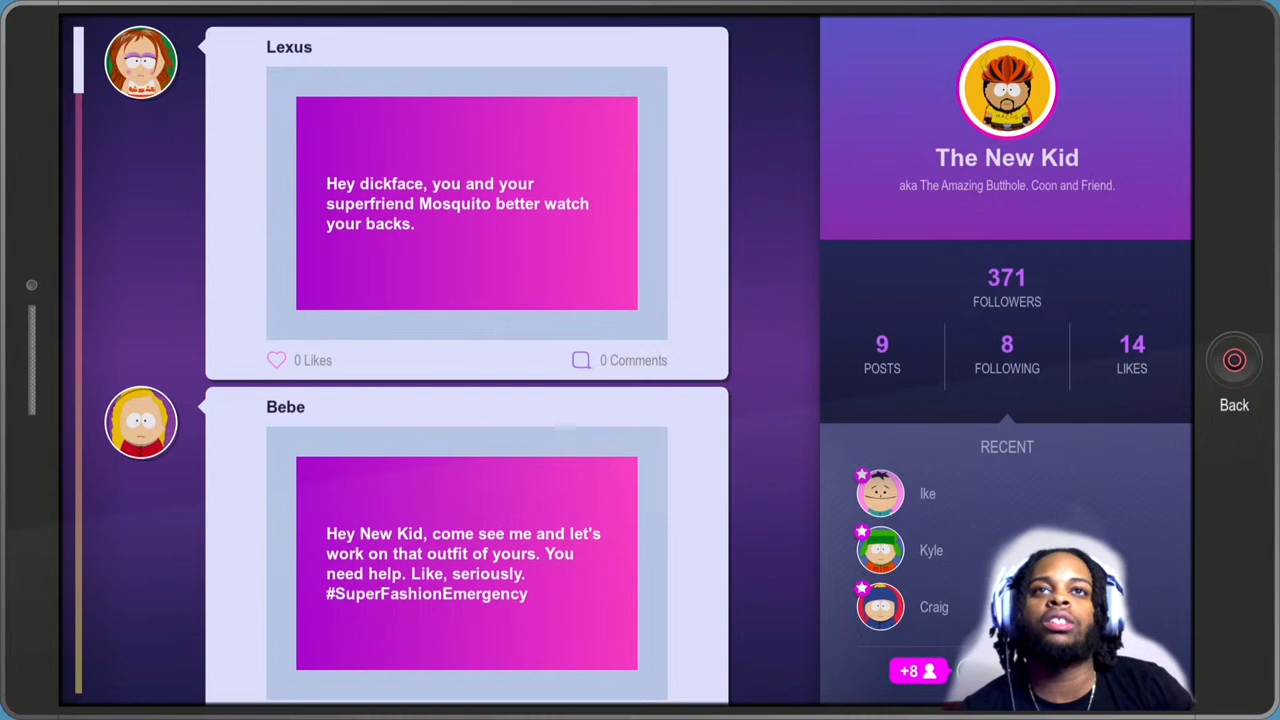 Lexus
Hey dickface, you and your
superfriend Mosquito better watch
your backs.
0 Likes
0 Comments
Bebe
Hey New Kid, come see me and let's
work on that outfit of yours. You
need help. Like, seriously.
#SuperFashionEmergency
The New Kid
aka The Amazing Butthole. Coon and Friend.
371
FOLLOWERS
9
POSTS
8
FOLLOWING
14
LIKES
RECENT
Ike
Kyle
Craig
+8
Back